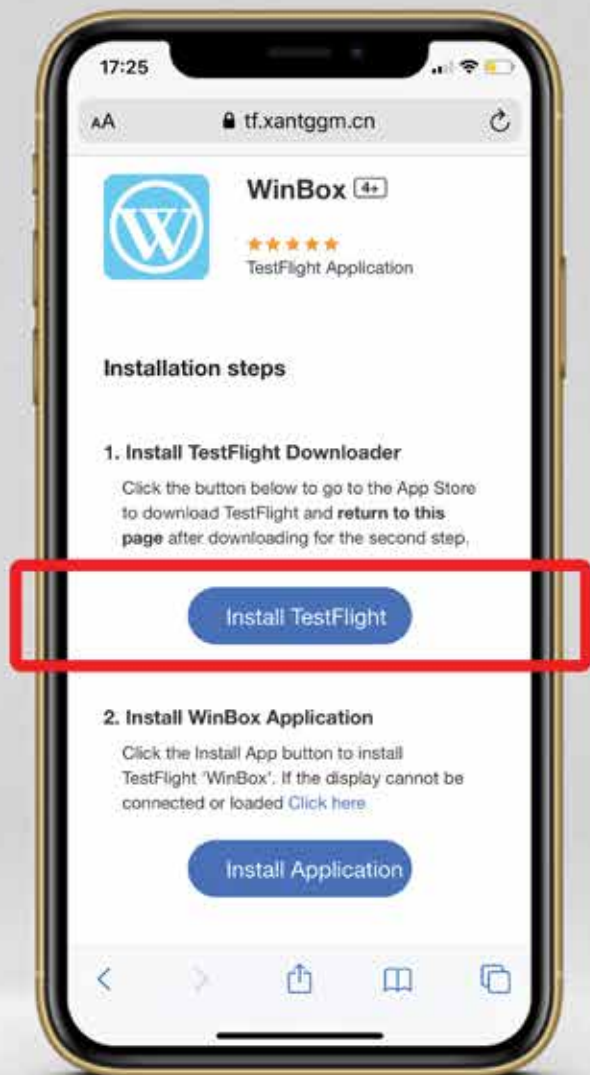 17:25
AA tf.xantggm.cn
W
WinBox 4+
TestFlight Application
Installation steps
1. Install TestFlight Downloader
Click the button below to go to the App Store
to download TestFlight and return to this
page after downloading for the second step.
Install TestFlight
2. Install WinBox Application
Click the Install App button to install
TestFlight 'WinBox'. If the display cannot be
connected or loaded Click here
Install Application